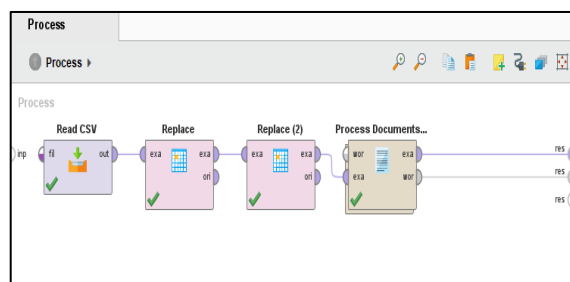 Process
Process
Process
Read CSV
Replace
Replace (2)
Process Documents...
inp
fil
out
exa
exa
ori
exa
exa
ori
wor
exa
exa
wor
res
res
res